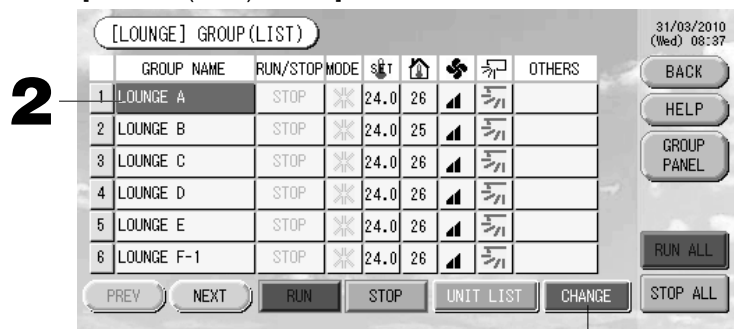 [LOUNGE] GROUP(LIST)
31/03/2010
(Wed) 08:37
GROUP NAME RUN/STOP MODE SET OTHERS
1 LOUNGE A STOP 24.0 26
2 LOUNGE B STOP 24.0 25
3 LOUNGE C STOP 24.0 26
4 LOUNGE D STOP 24.0 26
5 LOUNGE E STOP 24.0 26
6 LOUNGE F-1 STOP 24.0 26
2
BACK
HELP
GROUP
PANEL
RUN ALL
STOP ALL
PREV NEXT RUN STOP UNIT LIST CHANGE